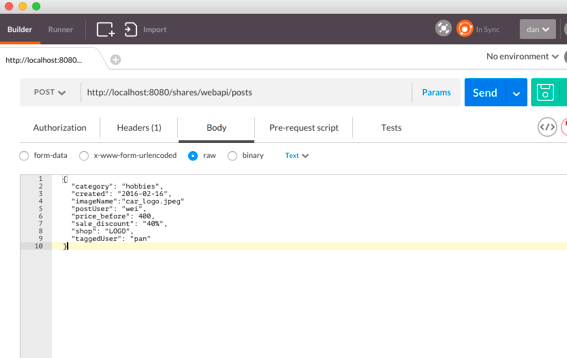 Builder Runner Import In Sync dan
http://localhost:8080... No environment
POST http://localhost:8080/shares/webapi/posts Params Send
Authorization Headers (1) Body Pre-request script Tests
form-data x-www-form-urlencoded raw binary Text
1 {
2 "category": "hobbies",
3 "created": "2016-02-16",
4 "imageName":"car_logo.jpeg"
5 "postUser": "wei",
6 "price_before": 400,
7 "sale_discount": "40%",
8 "shop": "LOGO",
9 "taggedUser": "pan"
10 }